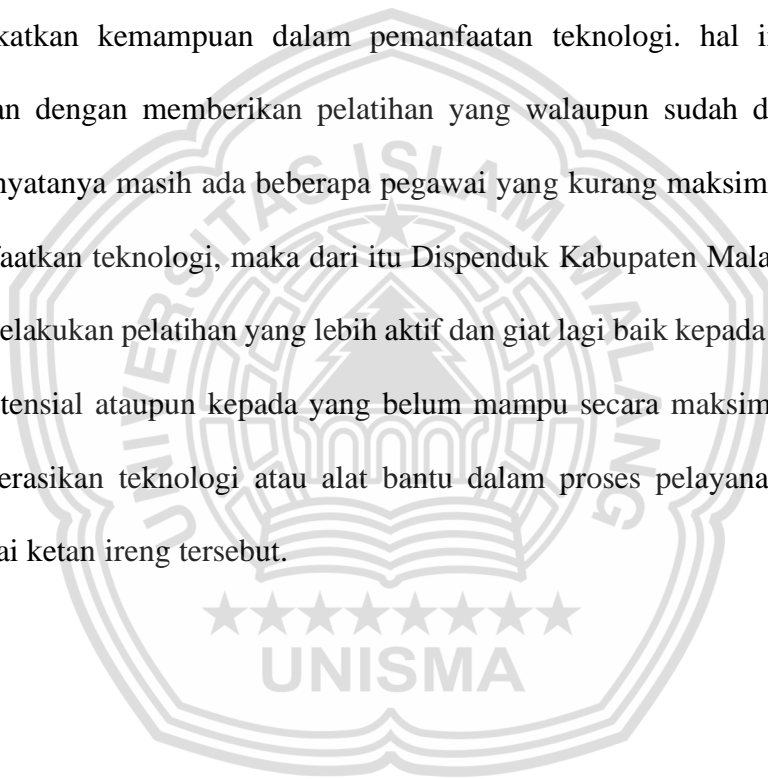 katkan kemampuan dalam pemanfaatan teknologi. hal i
an dengan memberikan pelatihan yang walaupun sudah d
nyatanya masih ada beberapa pegawai yang kurang maksim
faatkan teknologi, maka dari itu Dispenduk Kabupaten Mala
elakukan pelatihan yang lebih aktif dan giat lagi baik kepada
tensial ataupun kepada yang belum mampu secara maksim
erasikan teknologi atau alat bantu dalam proses pelayana
ai ketan ireng tersebut.
UNIVERSITAS ISLAM MALANG
UNISMA